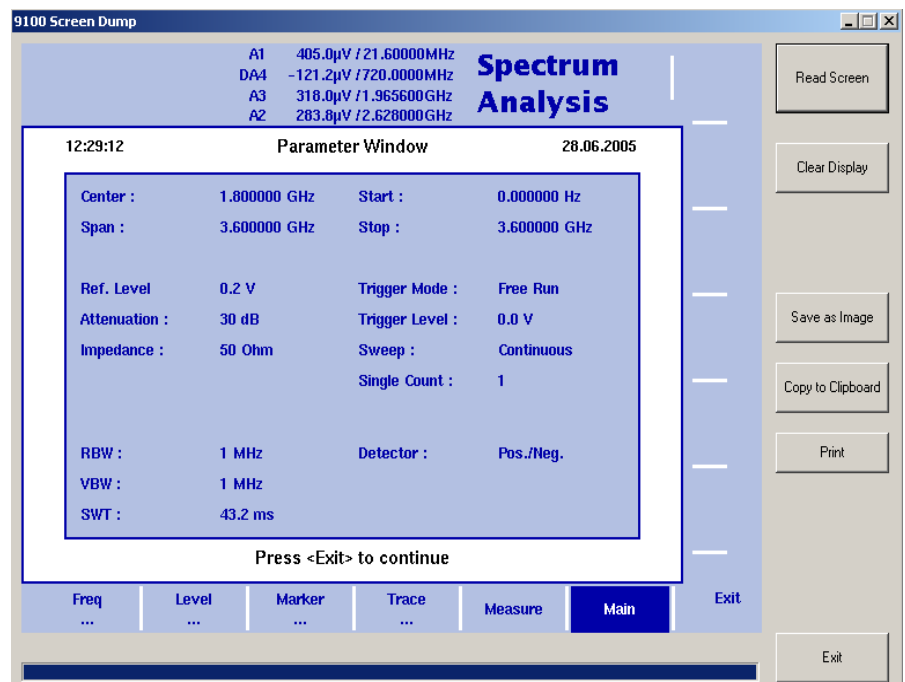 9100 Screen Dump
A1 405.0µV / 21.60000MHz
DA4 -121.2µV / 720.0000MHz
A3 318.0µV / 1.965600GHz
A2 283.8µV / 2.628000GHz
Spectrum
Analysis
12:29:12 Parameter Window 28.06.2005
Center : 1.800000 GHz Start : 0.000000 Hz
Span : 3.600000 GHz Stop : 3.600000 GHz
Ref. Level 0.2 V Trigger Mode : Free Run
Attenuation : 30 dB Trigger Level : 0.0 V
Impedance : 50 Ohm Sweep : Continuous
Single Count : 1
RBW : 1 MHz Detector : Pos./Neg.
VBW : 1 MHz
SWT : 43.2 ms
Press <Exit> to continue
Freq ...
Level ...
Marker ...
Trace ...
Measure
Main
Exit
Read Screen
Clear Display
Save as Image
Copy to Clipboard
Print
Exit